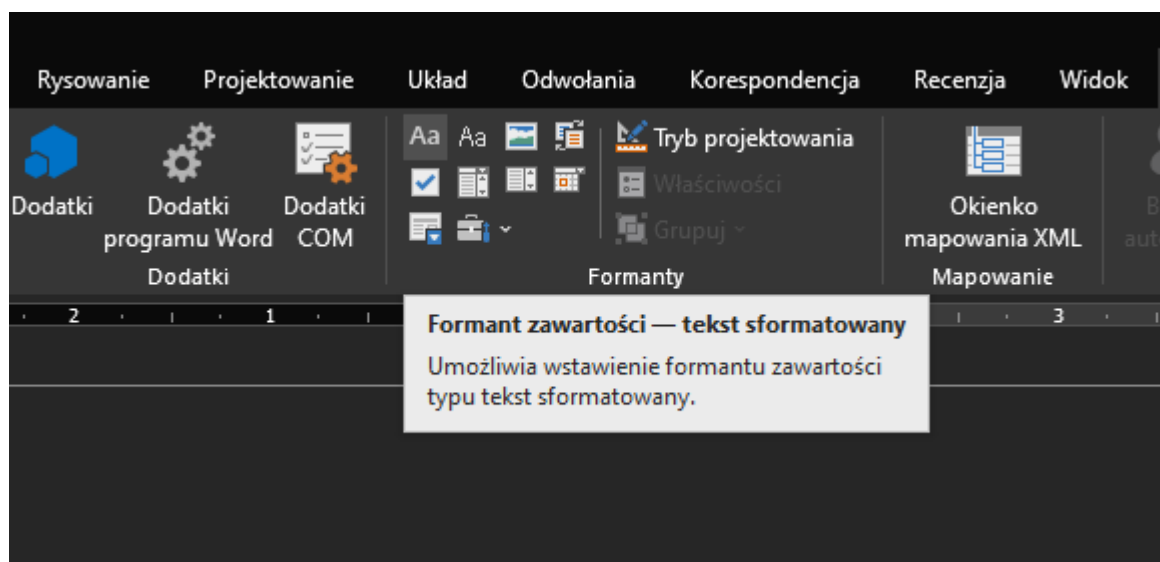 Rysowanie Projektowanie Układ Odwołania Korespondencja Recenzja Widok
Aa Aa Tryb projektowania
Właściwości
Dodatki Dodatki Dodatki Okienko
programu Word COM Grupuj mapowania XML
Dodatki Formanty Mapowanie
2 1 3
Formant zawartości — tekst sformatowany
Umożliwia wstawienie formantu zawartości
typu tekst sformatowany.